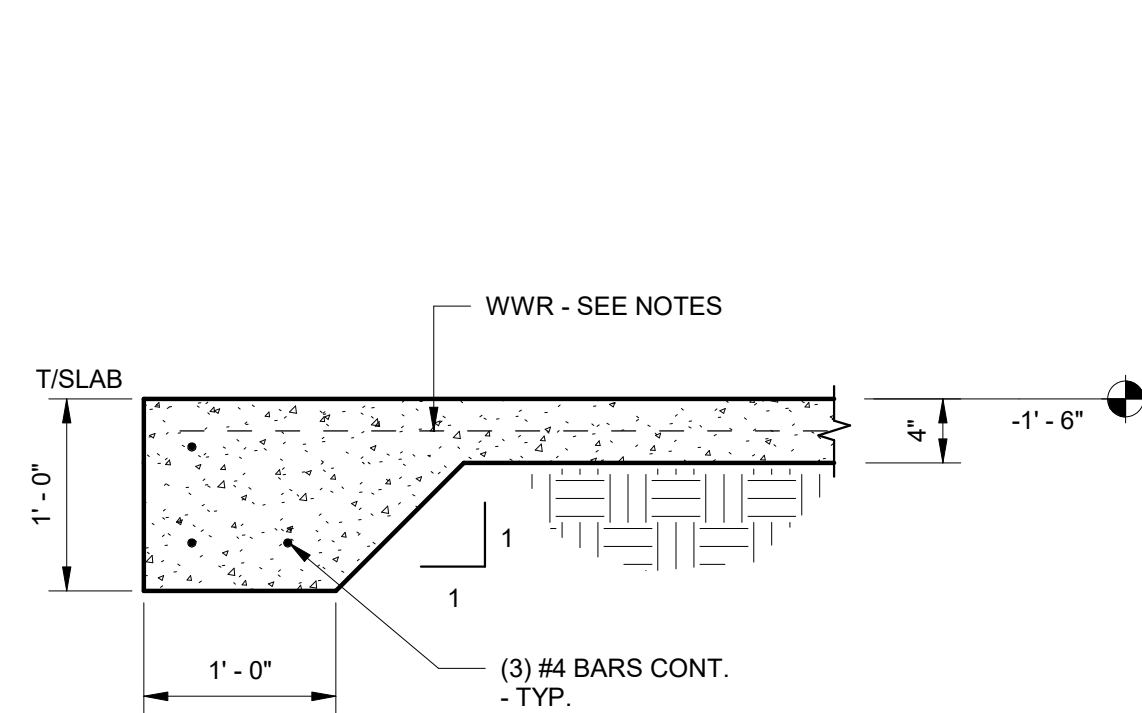 WWR - SEE NOTES
T/SLAB
1' - 0"
4"
-1' - 6"
1
1
1' - 0"
(3) #4 BARS CONT.
- TYP.